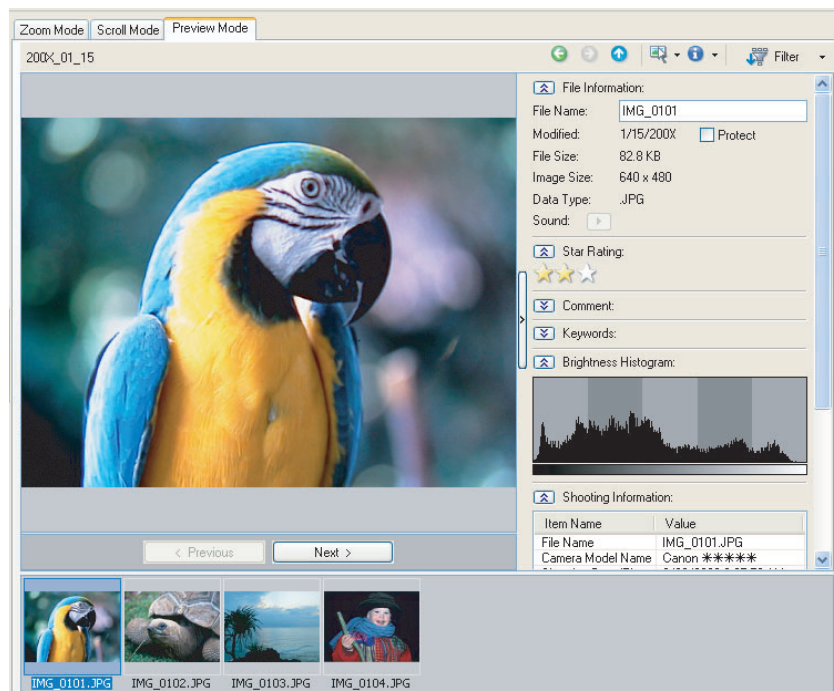 Zoom Mode Scroll Mode Preview Mode
200X_01_15
Filter
File Information:
File Name: IMG_0101
Modified: 1/15/200X Protect
File Size: 82.8 KB
Image Size: 640 x 480
Data Type: .JPG
Sound:
Star Rating:
Comment:
Keywords:
Brightness Histogram:
Shooting Information:
Item Name Value
File Name IMG_0101.JPG
Camera Model Name Canon ∗∗∗∗∗
< Previous Next >
IMG_0101.JPG IMG_0102.JPG IMG_0103.JPG IMG_0104.JPG